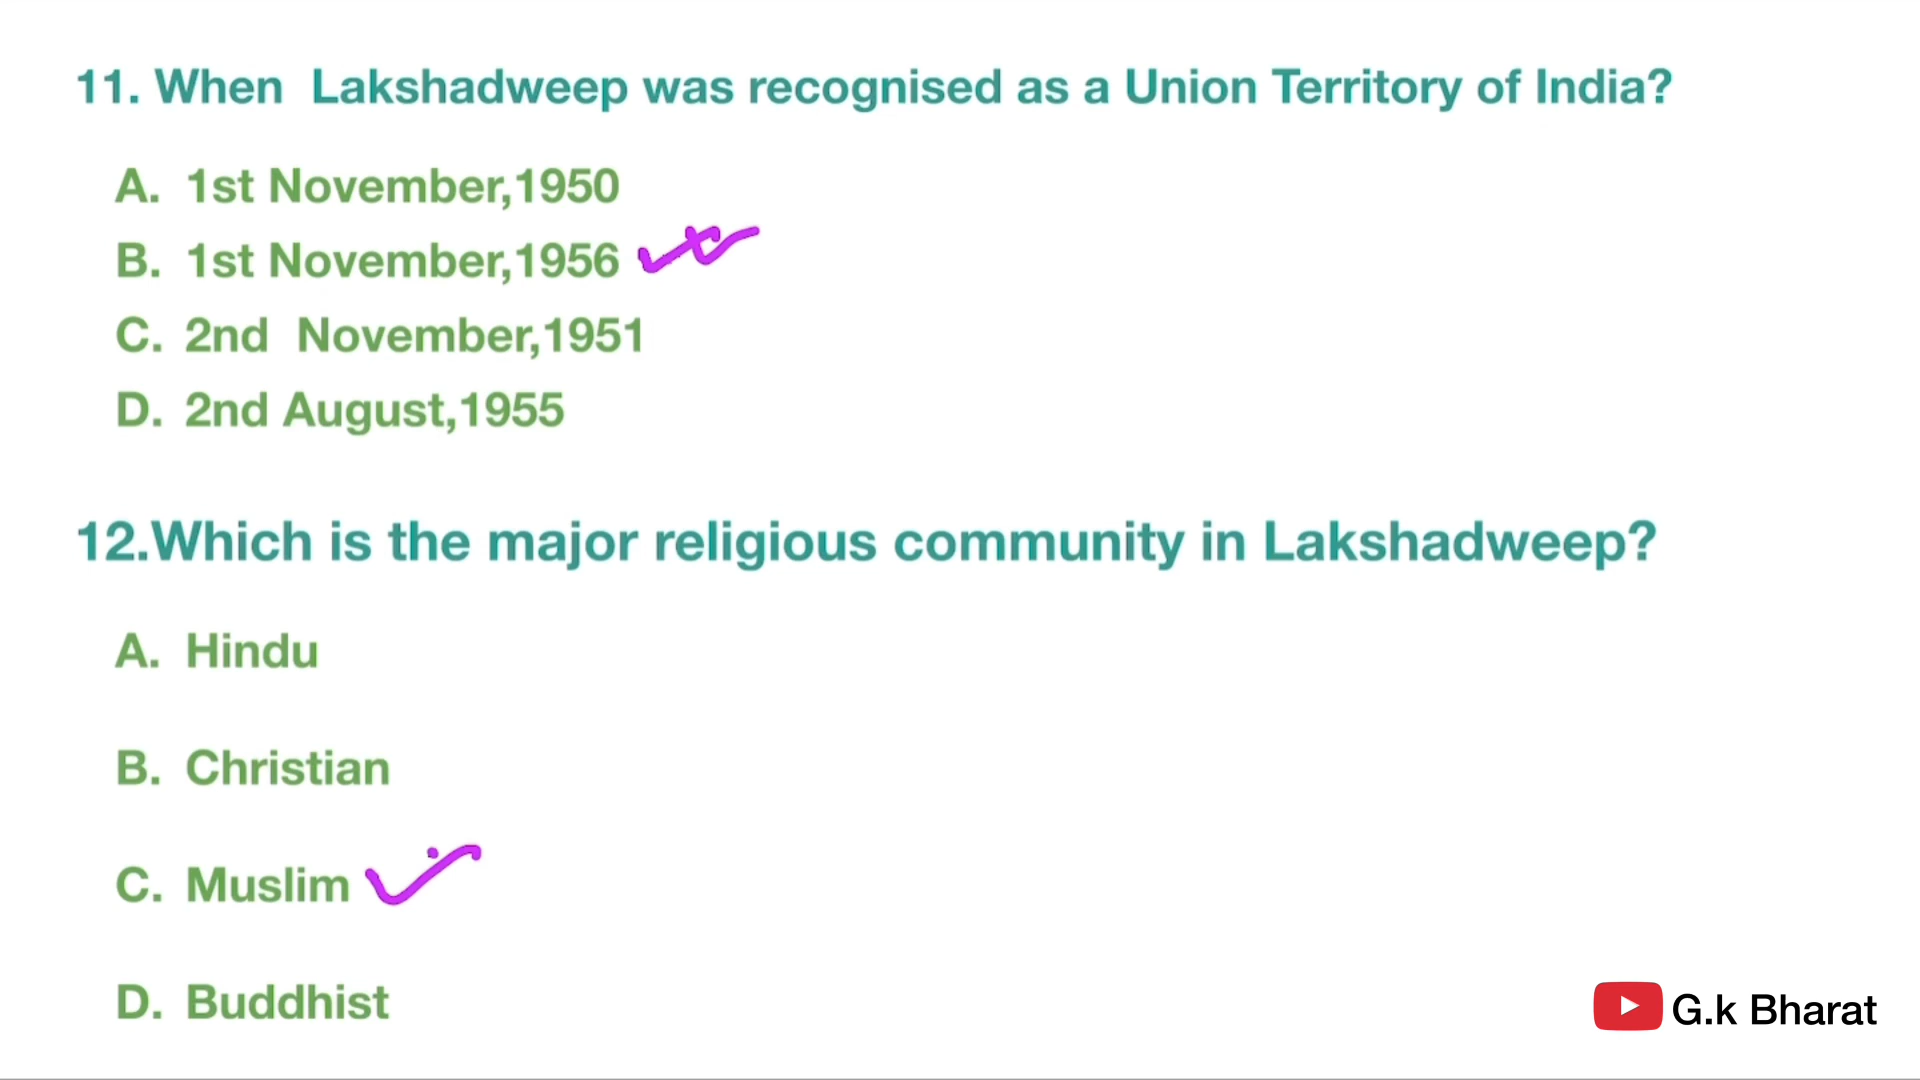 11. When Lakshadweep was recognised as a Union Territory of India?
A. 1st November,1950
B. 1st November,1956
C. 2nd November,1951
D. 2nd August,1955
12.Which is the major religious community in Lakshadweep?
A. Hindu
B. Christian
C. Muslim
D. Buddhist
G.k Bharat